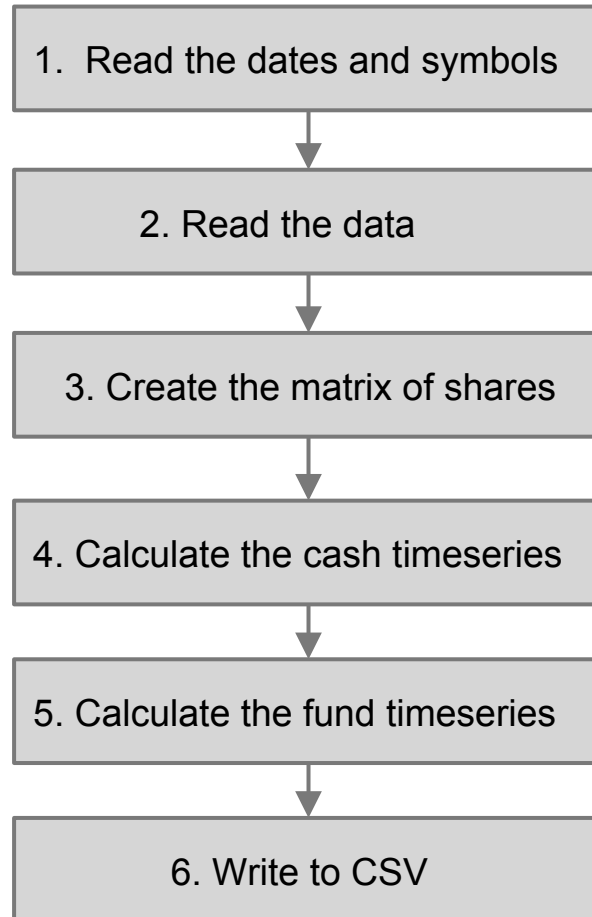 1. Read the dates and symbols
2. Read the data
3. Create the matrix of shares
4. Calculate the cash timeseries
5. Calculate the fund timeseries
6. Write to CSV